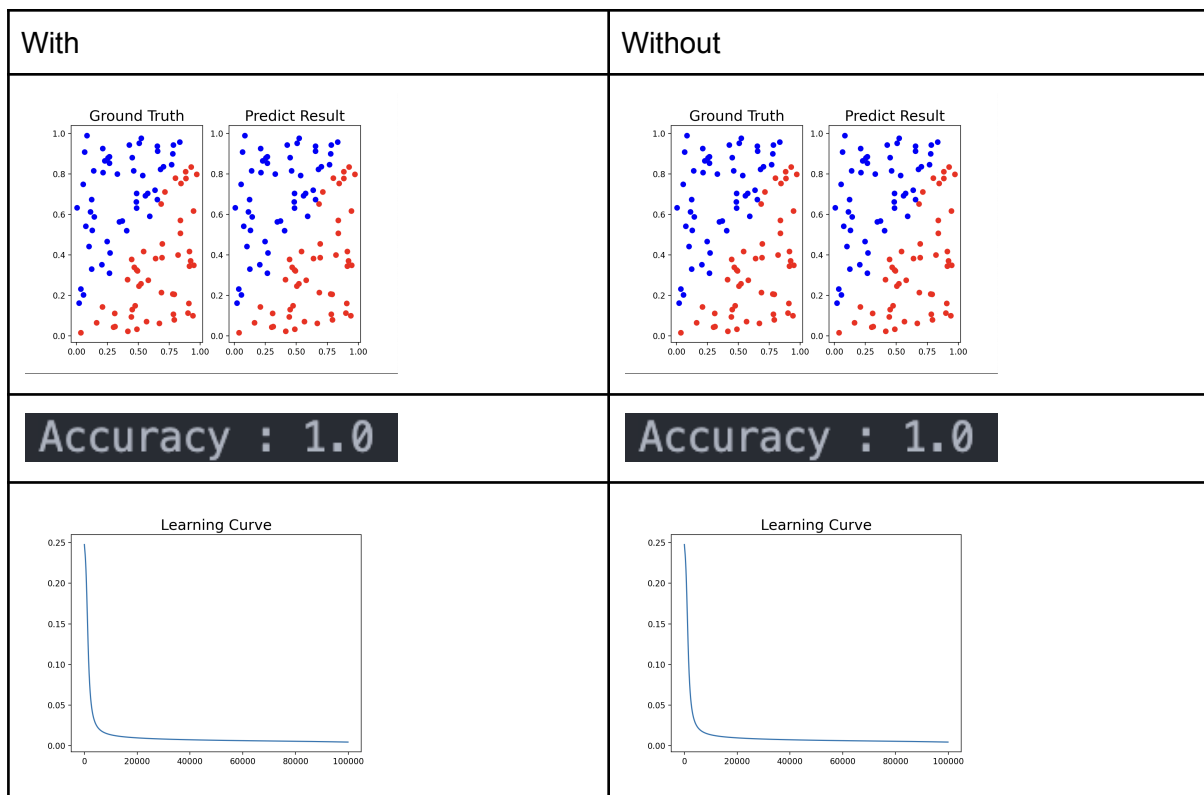 With Without
Ground Truth Predict Result Ground Truth Predict Result
1.0 1.0 1.0 1.0
0.8 0.8 0.8 0.8
0.6 0.6 0.6 0.6
0.4 0.4 0.4 0.4
0.2 0.2 0.2 0.2
0.0 0.0 0.0 0.0
0.00 0.25 0.50 0.75 1.00 0.00 0.25 0.50 0.75 1.00 0.00 0.25 0.50 0.75 1.00 0.00 0.25 0.50 0.75 1.00
Accuracy : 1.0 Accuracy : 1.0
Learning Curve Learning Curve
0.25 0.25
0.20 0.20
0.15 0.15
0.10 0.10
0.05 0.05
0.00 0.00
0 20000 40000 60000 80000 100000 0 20000 40000 60000 80000 100000